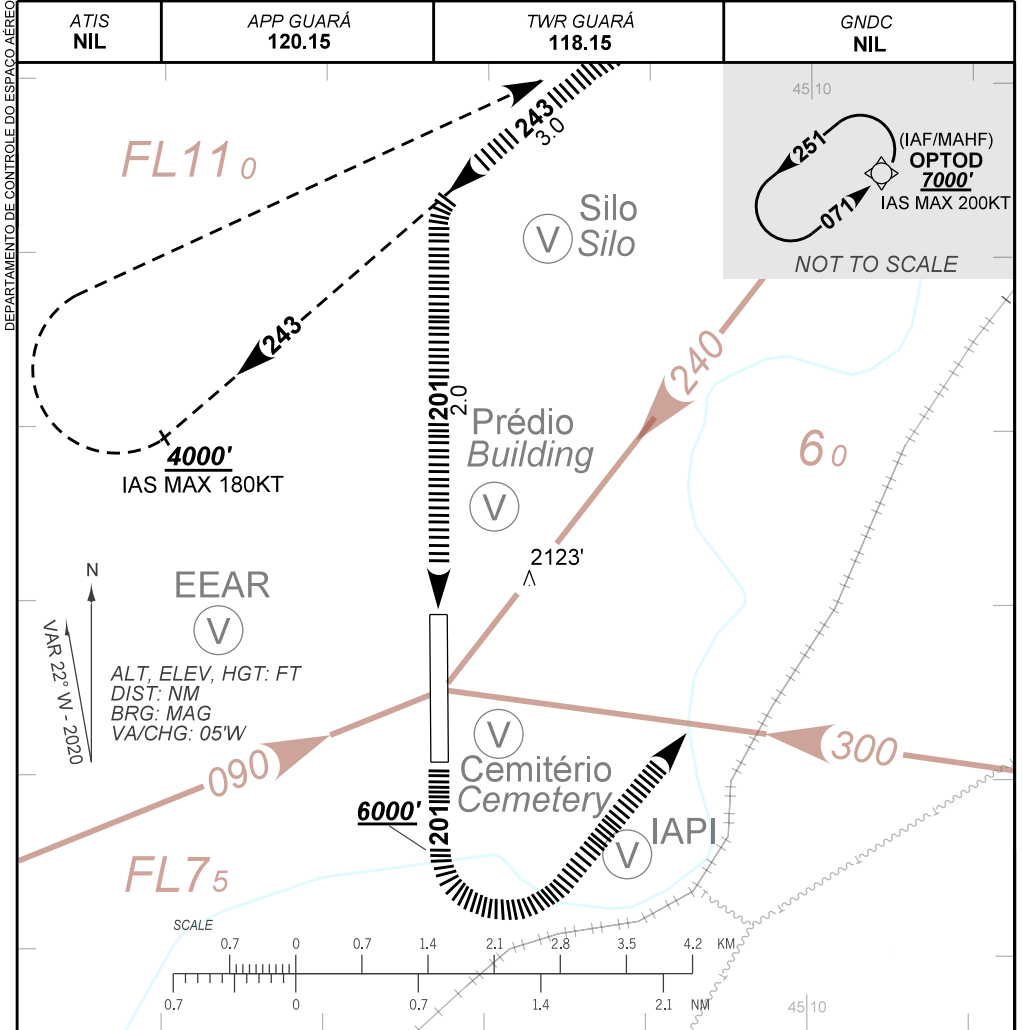 DEPARTAMENTO DE CONTROLE DO ESPAÇO AÉREO
ATIS
NIL
APP GUARÁ
120.15
TWR GUARÁ
118.15
GNDC
NIL
45 10
243
3.0
FL110
251
(IAF/MAHF)
OPTOD
7000'
071
IAS MAX 200KT
NOT TO SCALE
Silo
Silo
V
243
240
201
2.0
Prédio
Building
V
60
4000'
IAS MAX 180KT
2123'
N
VAR 22° W - 2020
EEAR
V
ALT, ELEV, HGT: FT
DIST: NM
BRG: MAG
VA/CHG: 05'W
V
Cemitério
Cemetery
090
300
6000'
201
IAPI
V
FL75
SCALE
0.7 0 0.7 1.4 2.1 2.8 3.5 4.2 KM
0.7 0 0.7 1.4 2.1 NM
45 10